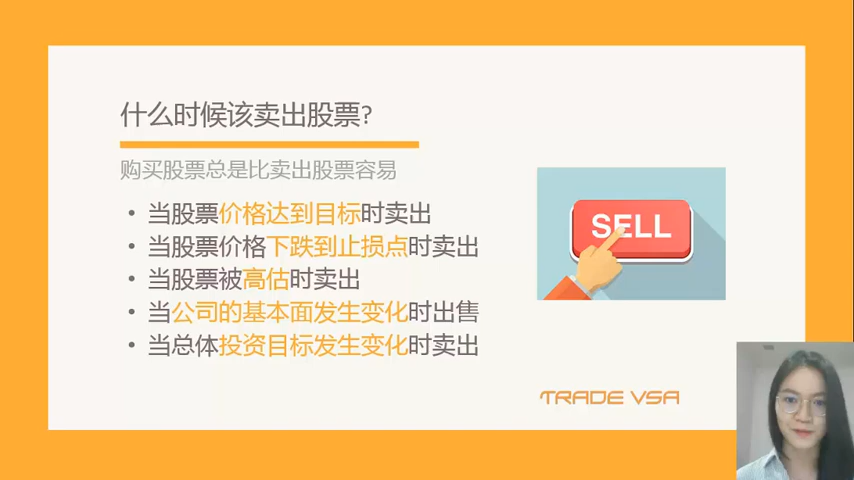 什么时候该卖出股票?
购买股票总是比卖出股票容易
• 当股票价格达到目标时卖出
• 当股票价格下跌到止损点时卖出
• 当股票被高估时卖出
• 当公司的基本面发生变化时出售
• 当总体投资目标发生变化时卖出
SELL
TRADE VSA